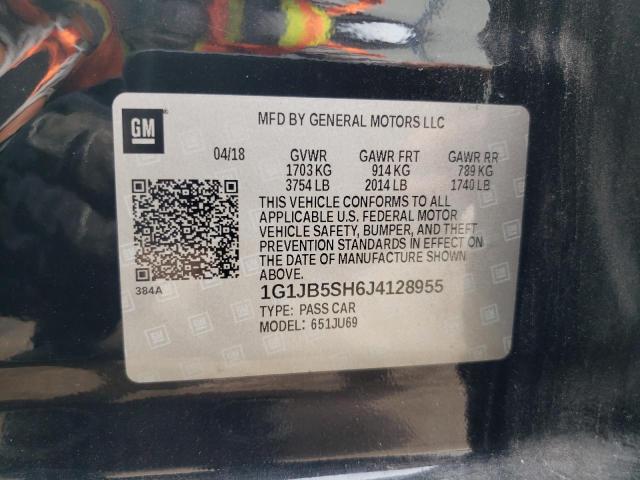 GM
MFD BY GENERAL MOTORS LLC
04/18 GVWR GAWR FRT GAWR RR
1703 KG 914 KG 789 KG
3754 LB 2014 LB 1740 LB
THIS VEHICLE CONFORMS TO ALL
APPLICABLE U.S. FEDERAL MOTOR
VEHICLE SAFETY, BUMPER, AND THEFT
PREVENTION STANDARDS IN EFFECT ON
THE DATE OF MANUFACTURE SHOWN
ABOVE.
384A
1G1JB5SH6J4128955
TYPE: PASS CAR
MODEL: 651JU69